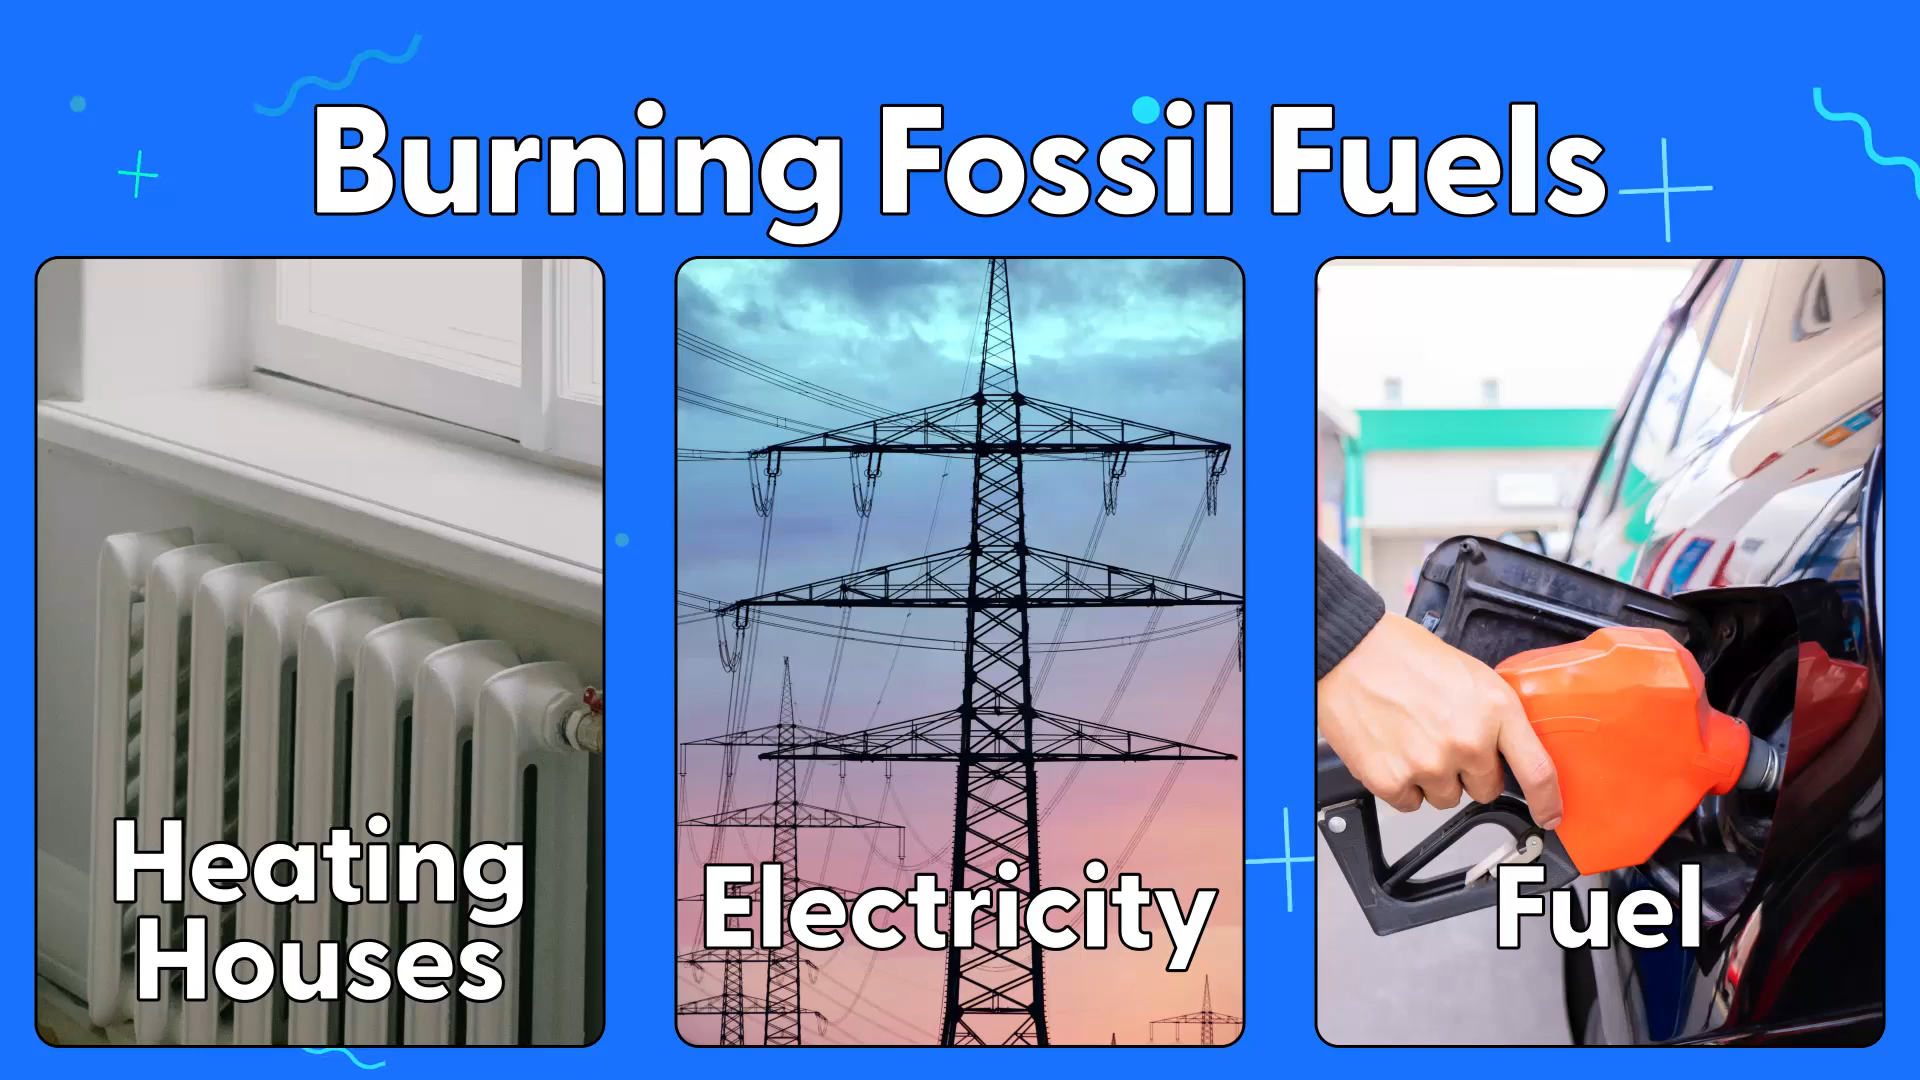 Burning Fossil Fuels
Heating
Houses
Electricity
Fuel